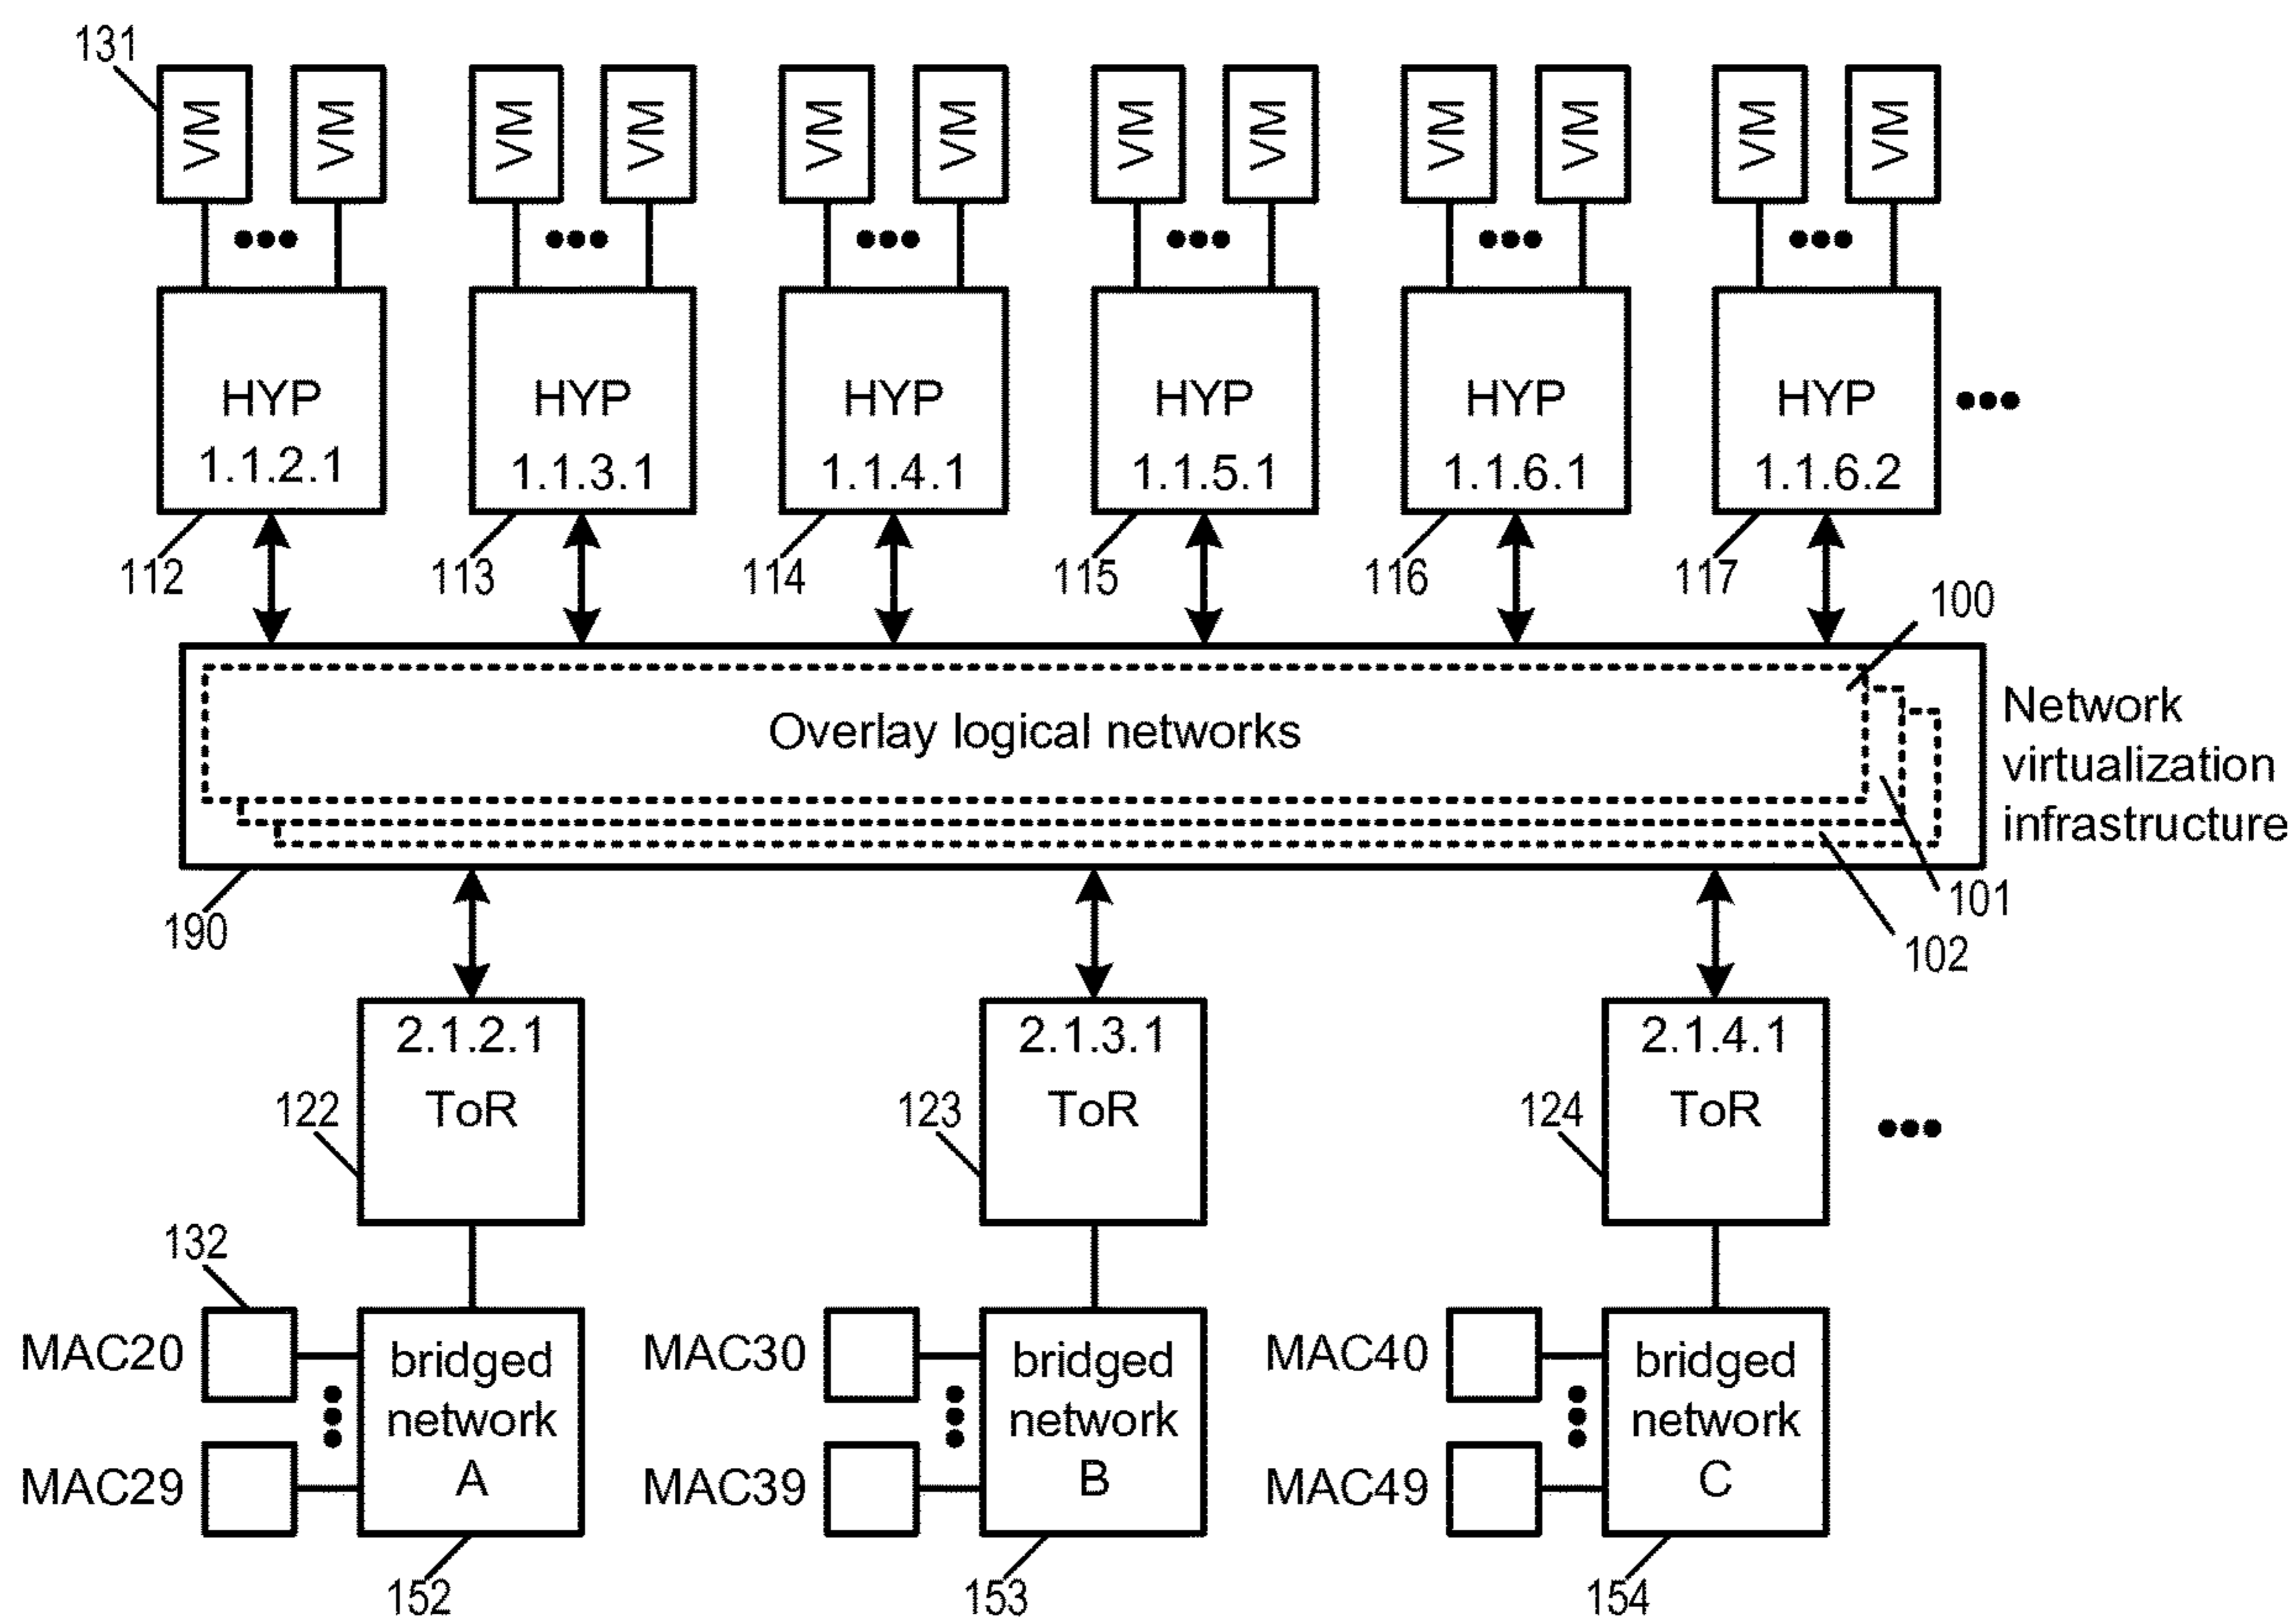 131
VM VM VM VM VM VM VM VM VM VM VM VM
HYP HYP HYP HYP HYP HYP
1.1.2.1 1.1.3.1 1.1.4.1 1.1.5.1 1.1.6.1 1.1.6.2
112 113 114 115 116 117
100
Overlay logical networks
Network
virtualization
infrastructure
190
101
102
2.1.2.1 2.1.3.1 2.1.4.1
ToR ToR ToR
122 123 124
132
MAC20 bridged MAC30 bridged MAC40 bridged
network network network
MAC29 A MAC39 B MAC49 C
152 153 154